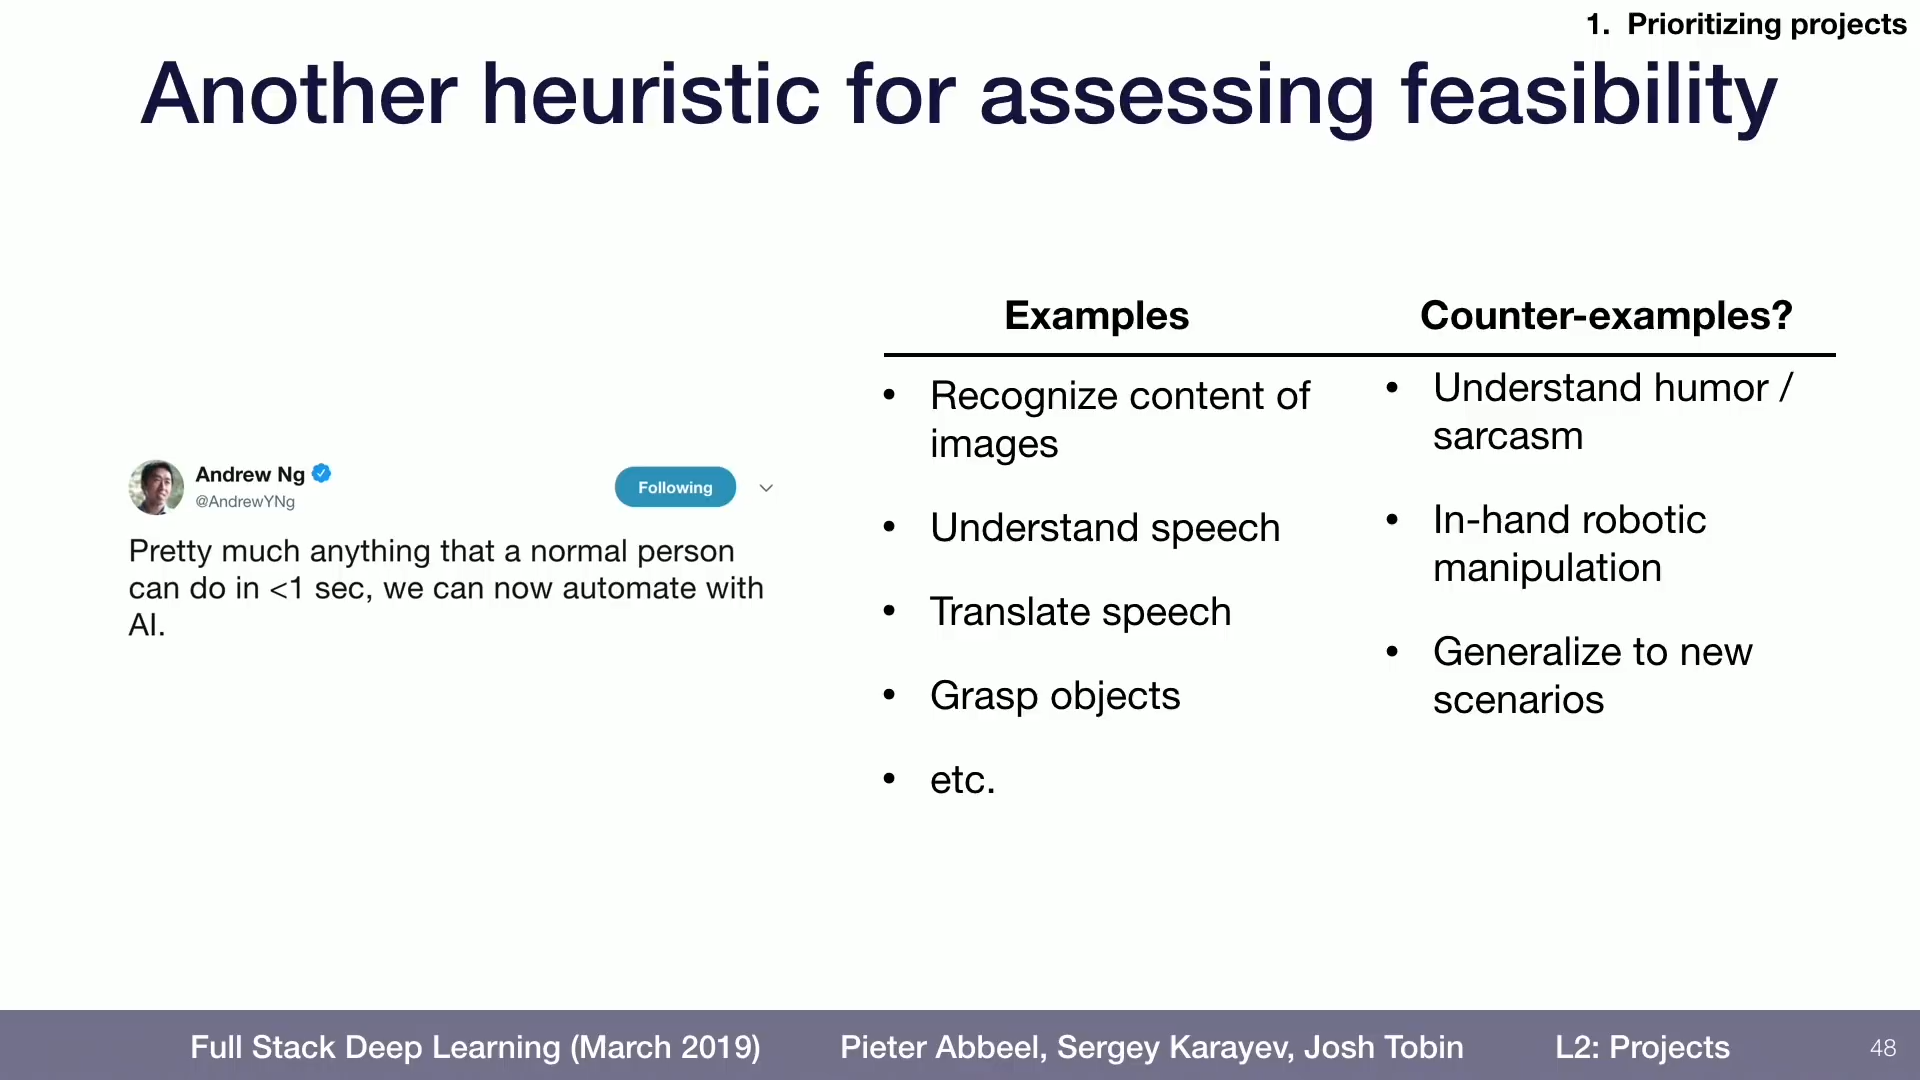 1. Prioritizing projects
Another heuristic for assessing feasibility
Andrew Ng
@AndrewYNg
Following
Pretty much anything that a normal person
can do in <1 sec, we can now automate with
AI.
Examples
• Recognize content of
images
• Understand speech
• Translate speech
• Grasp objects
• etc.
Counter-examples?
• Understand humor /
sarcasm
• In-hand robotic
manipulation
• Generalize to new
scenarios
Full Stack Deep Learning (March 2019) Pieter Abbeel, Sergey Karayev, Josh Tobin L2: Projects 48